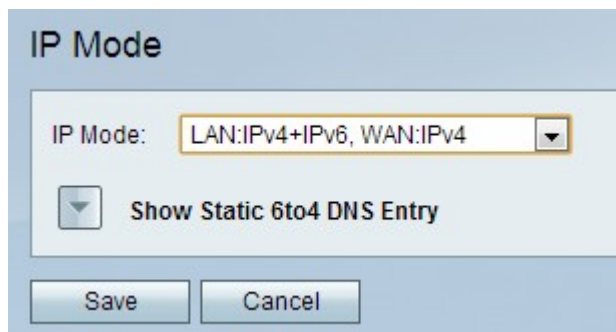 IP Mode
IP Mode: LAN:IPv4+IPv6, WAN:IPv4
Show Static 6to4 DNS Entry
Save Cancel